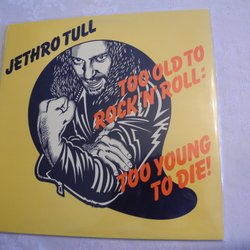 JETHRO TULL
TOO OLD TO
ROCK'N'ROLL:
TOO YOUNG
TO DIE!